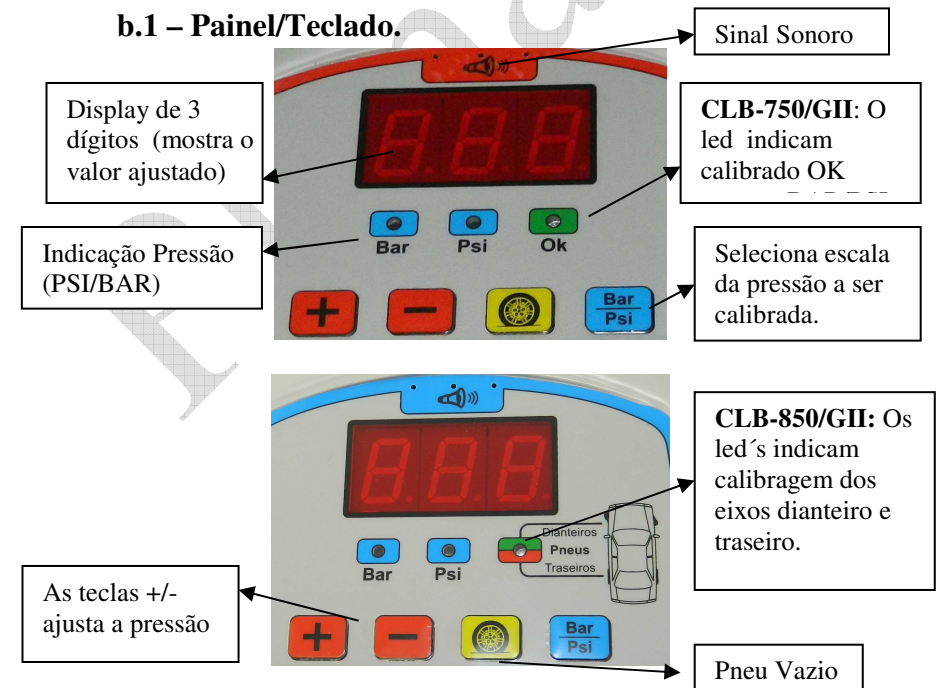 b.1 – Painel/Teclado.
Sinal Sonoro
Display de 3
dígitos (mostra o
valor ajustado)
CLB-750/GII: O
led indicam
calibrado OK
Bar
Psi
Ok
Indicação Pressão
(PSI/BAR)
Seleciona escala
da pressão a ser
calibrada.
+
−
Bar
Psi
CLB-850/GII: Os
led´s indicam
calibragem dos
eixos dianteiro e
traseiro.
Dianteiros
Pneus
Traseiros
Bar
Psi
As teclas +/-
ajusta a pressão
+
−
Bar
Psi
Pneu Vazio